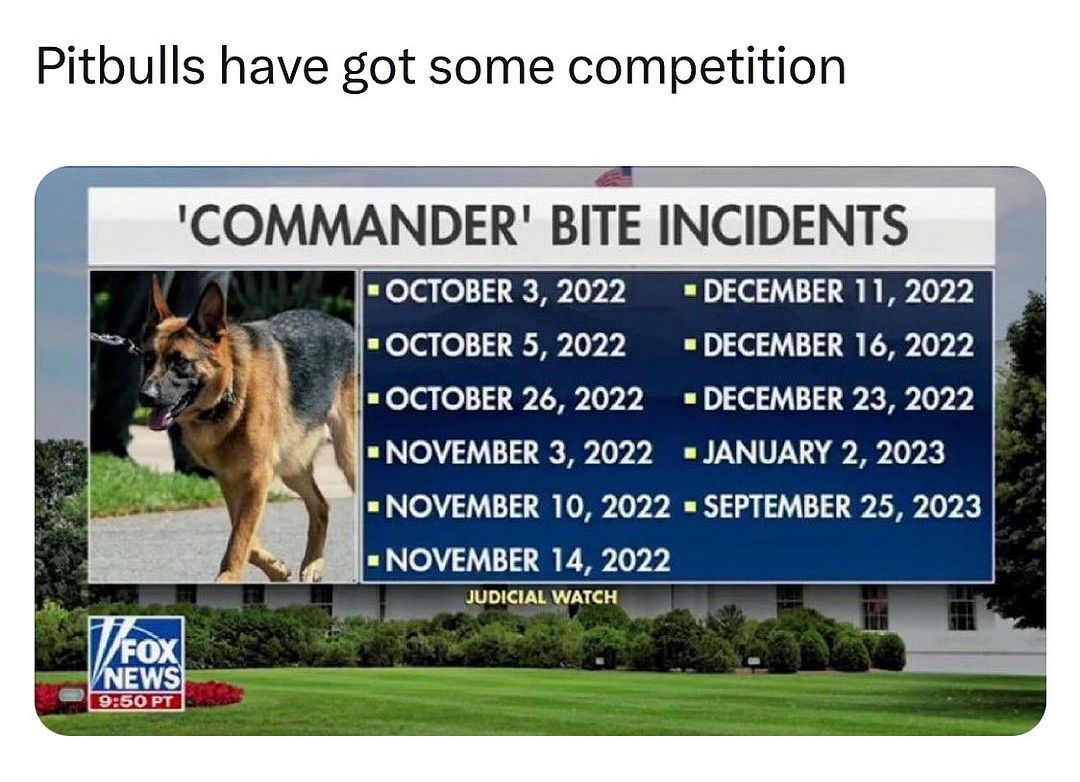 Pitbulls have got some competition
'COMMANDER' BITE INCIDENTS
▪ OCTOBER 3, 2022
▪ OCTOBER 5, 2022
▪ OCTOBER 26, 2022
▪ NOVEMBER 3, 2022
▪ NOVEMBER 10, 2022
▪ NOVEMBER 14, 2022
▪ DECEMBER 11, 2022
▪ DECEMBER 16, 2022
▪ DECEMBER 23, 2022
▪ JANUARY 2, 2023
▪ SEPTEMBER 25, 2023
JUDICIAL WATCH
FOX
NEWS
9:50 PT